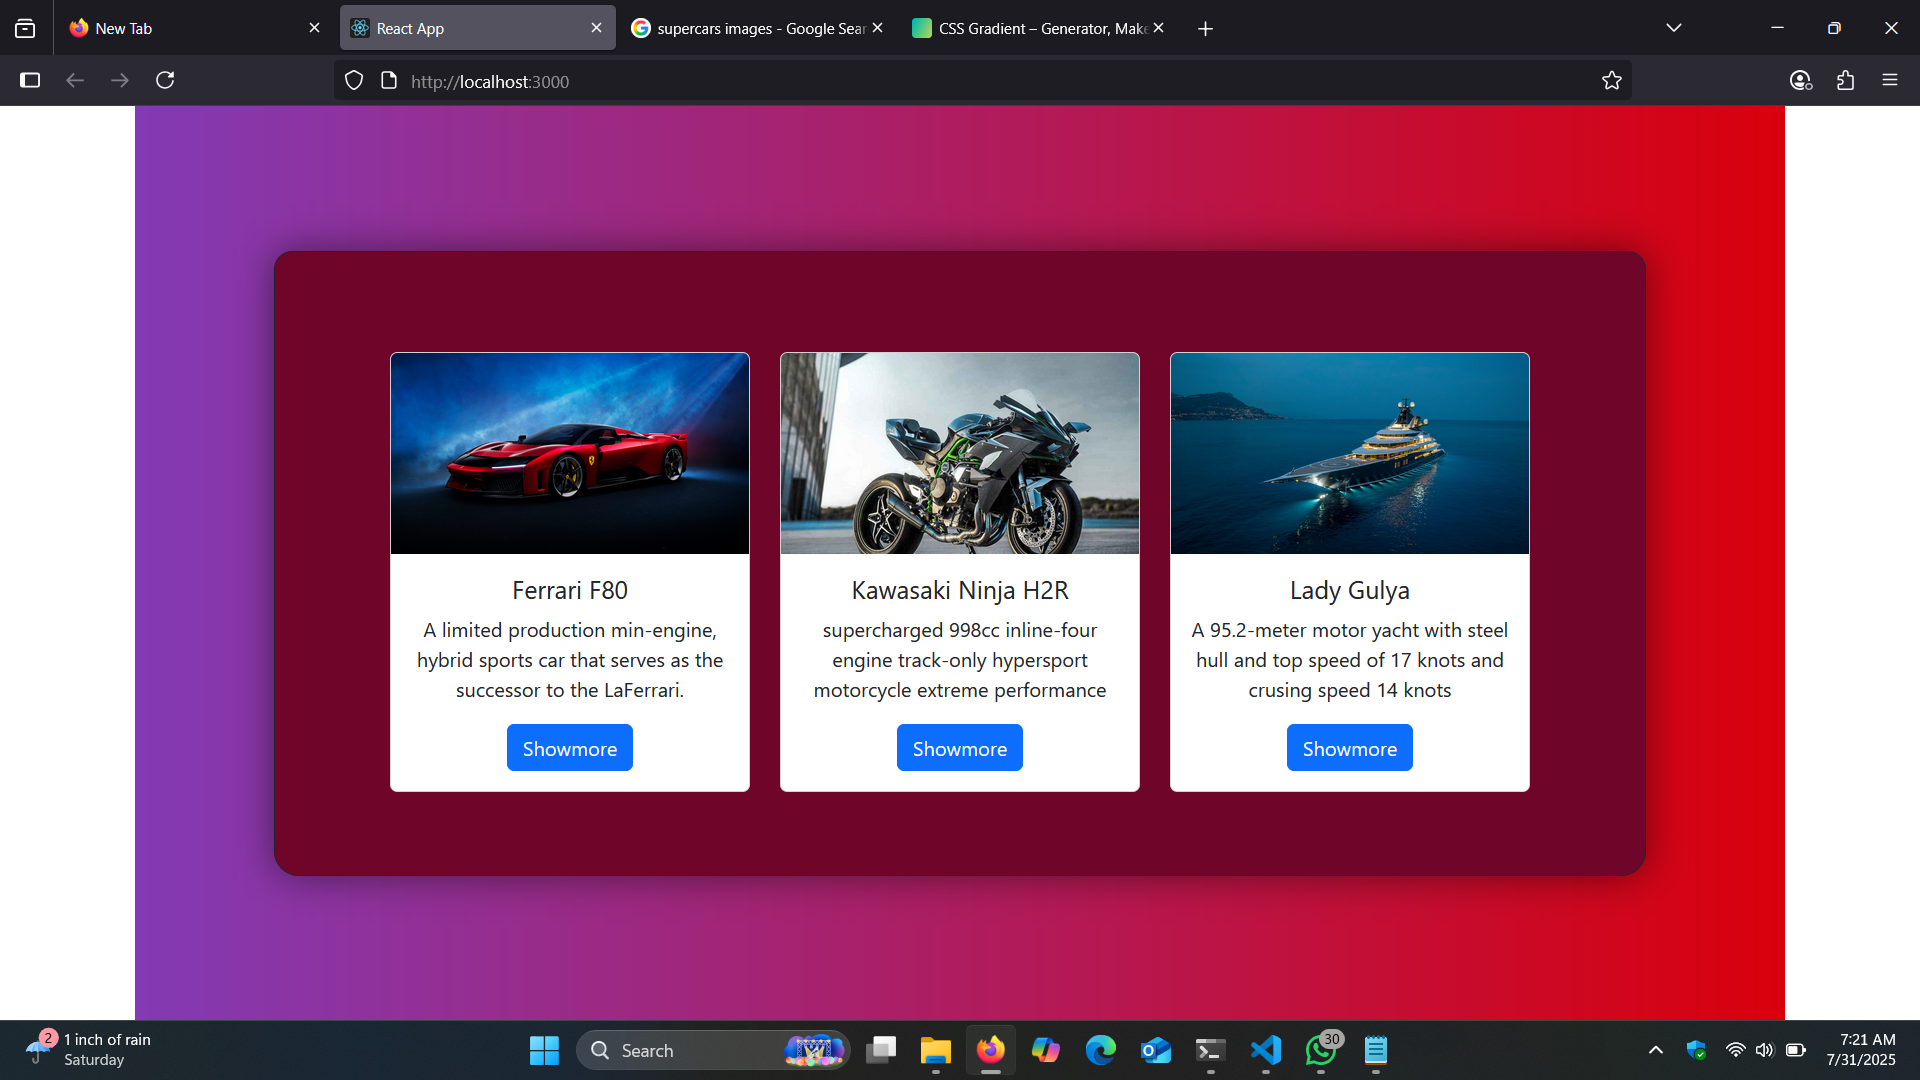 New Tab
React App
supercars images - Google Sear
CSS Gradient – Generator, Make
http://localhost:3000
Ferrari F80
A limited production min-engine,
hybrid sports car that serves as the
successor to the LaFerrari.
Showmore
Kawasaki Ninja H2R
supercharged 998cc inline-four
engine track-only hypersport
motorcycle extreme performance
Showmore
Lady Gulya
A 95.2-meter motor yacht with steel
hull and top speed of 17 knots and
crusing speed 14 knots
Showmore
2
1 inch of rain
Saturday
Search
30
7:21 AM
7/31/2025